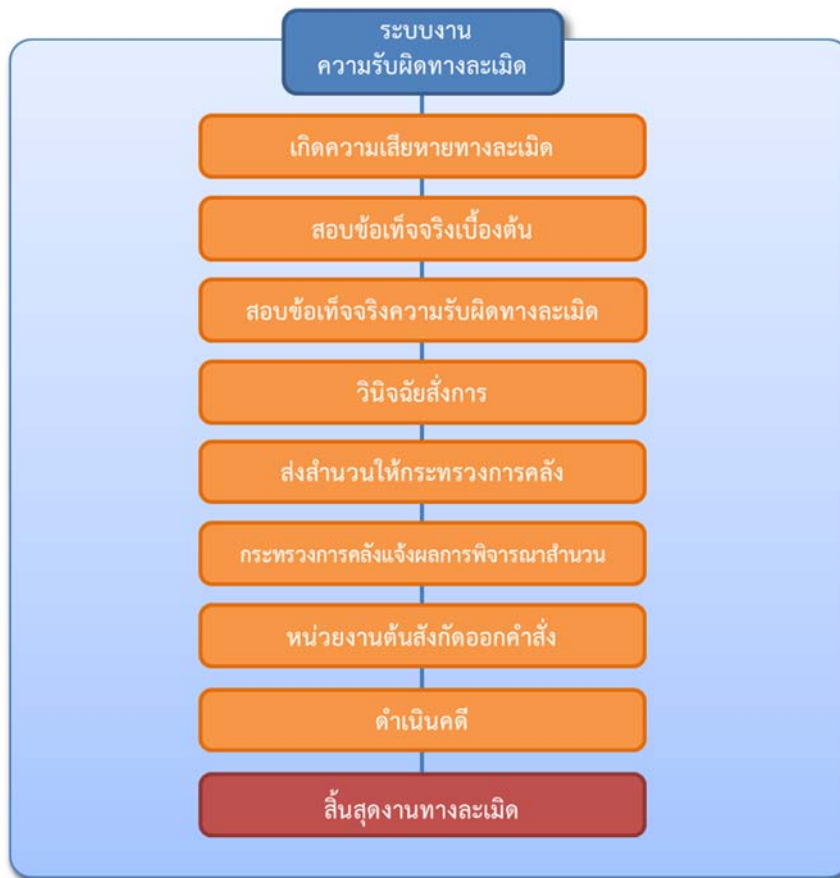 ระบบงาน
ความรับผิดทางละเมิด
เกิดความเสียหายทางละเมิด
สอบข้อเท็จจริงเบื้องต้น
สอบข้อเท็จจริงความรับผิดทางละเมิด
วินิจฉัยสั่งการ
ส่งสำนวนให้กระทรวงการคลัง
กระทรวงการคลังแจ้งผลการพิจารณาสำนวน
หน่วยงานต้นสังกัดออกคำสั่ง
ดำเนินคดี
สิ้นสุดงานทางละเมิด